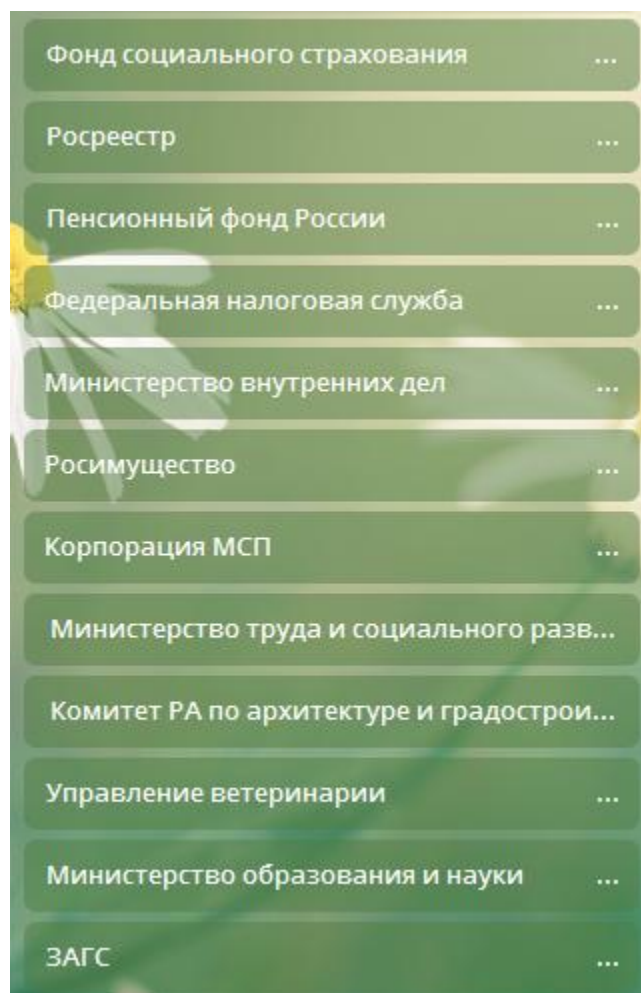 Фонд социального страхования ...
Росреестр ...
Пенсионный фонд России ...
Федеральная налоговая служба ...
Министерство внутренних дел ...
Росимущество ...
Корпорация МСП ...
Министерство труда и социального разв...
Комитет РА по архитектуре и градострои...
Управление ветеринарии ...
Министерство образования и науки ...
ЗАГС ...